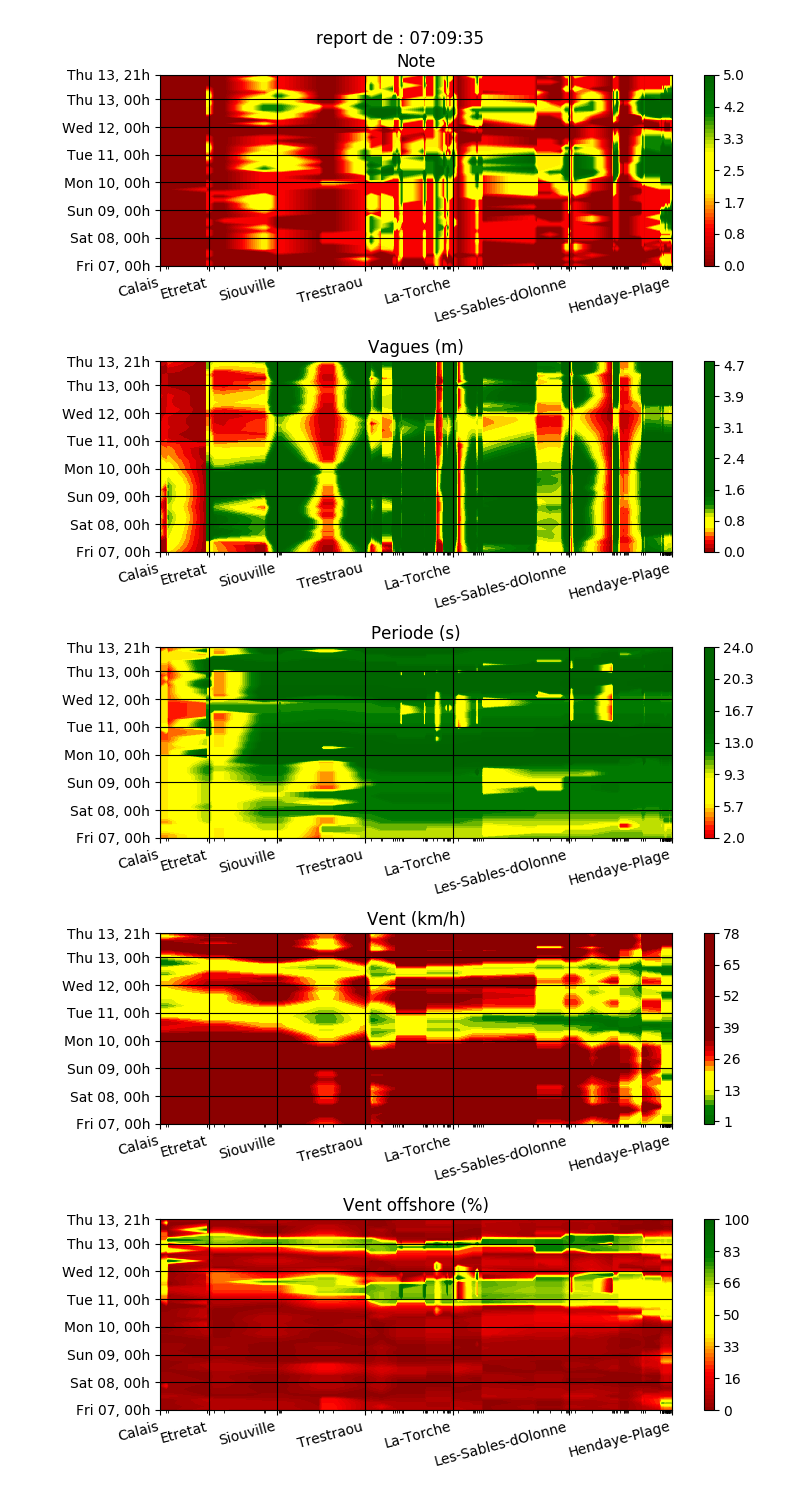 report de : 07:09:35
Note
Thu 13, 21h
Thu 13, 00h
Wed 12, 00h
Tue 11, 00h
Mon 10, 00h
Sun 09, 00h
Sat 08, 00h
Fri 07, 00h
Calais Etretat Siouville Trestraou La-Torche Les-Sables-dOlonne Hendaye-Plage
5.0
4.2
3.3
2.5
1.7
0.8
0.0
Vagues (m)
Thu 13, 21h
Thu 13, 00h
Wed 12, 00h
Tue 11, 00h
Mon 10, 00h
Sun 09, 00h
Sat 08, 00h
Fri 07, 00h
Calais Etretat Siouville Trestraou La-Torche Les-Sables-dOlonne Hendaye-Plage
4.7
3.9
3.1
2.4
1.6
0.8
0.0
Periode (s)
Thu 13, 21h
Thu 13, 00h
Wed 12, 00h
Tue 11, 00h
Mon 10, 00h
Sun 09, 00h
Sat 08, 00h
Fri 07, 00h
Calais Etretat Siouville Trestraou La-Torche Les-Sables-dOlonne Hendaye-Plage
24.0
20.3
16.7
13.0
9.3
5.7
2.0
Vent (km/h)
Thu 13, 21h
Thu 13, 00h
Wed 12, 00h
Tue 11, 00h
Mon 10, 00h
Sun 09, 00h
Sat 08, 00h
Fri 07, 00h
Calais Etretat Siouville Trestraou La-Torche Les-Sables-dOlonne Hendaye-Plage
78
65
52
39
26
13
1
Vent offshore (%)
Thu 13, 21h
Thu 13, 00h
Wed 12, 00h
Tue 11, 00h
Mon 10, 00h
Sun 09, 00h
Sat 08, 00h
Fri 07, 00h
Calais Etretat Siouville Trestraou La-Torche Les-Sables-dOlonne Hendaye-Plage
100
83
66
50
33
16
0